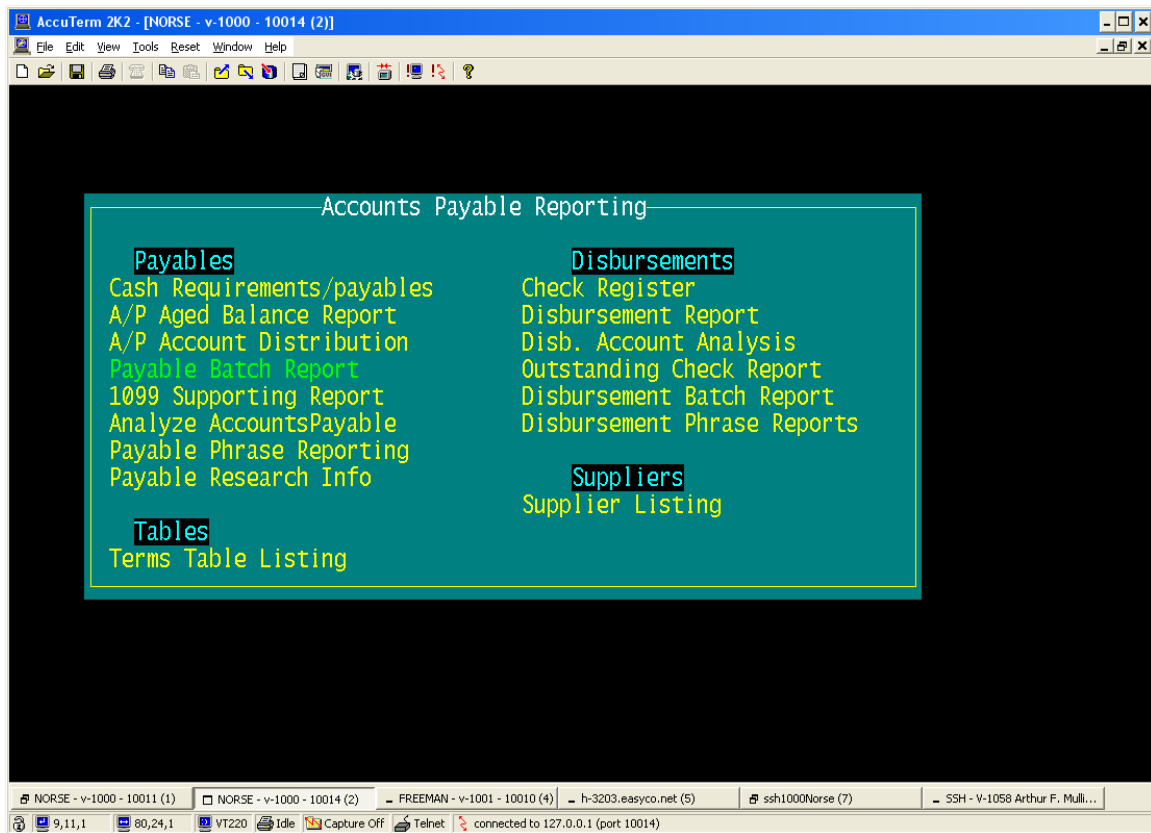 AccuTerm 2K2 - [NORSE - v-1000 - 10014 (2)]
File Edit View Tools Reset Window Help
Accounts Payable Reporting
Payables
Cash Requirements/payables
A/P Aged Balance Report
A/P Account Distribution
Payable Batch Report
1099 Supporting Report
Analyze AccountsPayable
Payable Phrase Reporting
Payable Research Info
Tables
Terms Table Listing
Disbursements
Check Register
Disbursement Report
Disb. Account Analysis
Outstanding Check Report
Disbursement Batch Report
Disbursement Phrase Reports
Suppliers
Supplier Listing
NORSE - v-1000 - 10011 (1) NORSE - v-1000 - 10014 (2) FREEMAN - v-1001 - 10010 (4) h-3203.easyco.net (5) ssh1000Norse (7) SSH - V-1058 Arthur F. Mulli...
9,11,1 80,24,1 VT220 Idle Capture Off Telnet connected to 127.0.0.1 (port 10014)